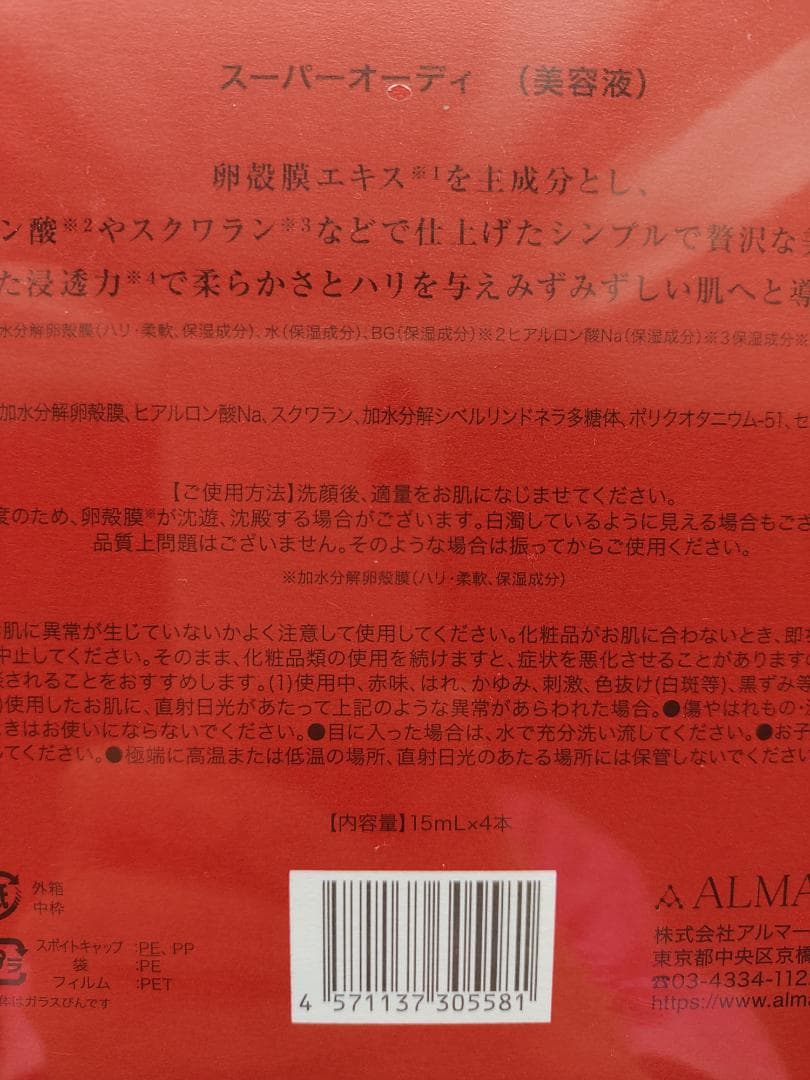 スーパーオーディ （美容液）
卵殻膜エキス※1を主成分とし、
ン酸※2やスクワラン※3などで仕上げたシンプルで贅沢な
た浸透力※4で柔らかさとハリを与えみずみずしい肌へと導
水分解卵殻膜(ハリ・柔軟、保湿成分)、水(保湿成分)、BG(保湿成分)※2ヒアルロン酸Na(保湿成分)※3保湿成分※
加水分解卵殻膜、ヒアルロン酸Na、スクワラン、加水分解シベルリンドネラ多糖体、ポリクオタニウム-51、セ
【ご使用方法】洗顔後、適量をお肌になじませてください。
度のため、卵殻膜※が沈遊、沈殿する場合がございます。白濁しているように見える場合もござ
品質上問題はございません。そのような場合は振ってからご使用ください。
※加水分解卵殻膜(ハリ・柔軟、保湿成分)
お肌に異常が生じていないかよく注意して使用してください。化粧品がお肌に合わないとき、即
中止してください。そのまま、化粧品類の使用を続けますと、症状を悪化させることがあります
されることをおすすめします。(1)使用中、赤味、はれ、かゆみ、刺激、色抜け(白斑等)、黒ずみ等
)使用したお肌に、直射日光があたって上記のような異常があらわれた場合。●傷やはれもの・
ときはお使いにならないでください。●目に入った場合は、水で充分洗い流してください。●お子
してください。●極端に高温または低温の場所、直射日光のあたる場所には保管しないでください
【内容量】15mL×4本
外箱
中枠
スポイトキャップ :PE、PP
袋 :PE
フィルム :PET
体はガラスびんです
4 571137 305581
ALMA
株式会社アルマー
東京都中央区京橋
☎03-4334-112
https://www.alma